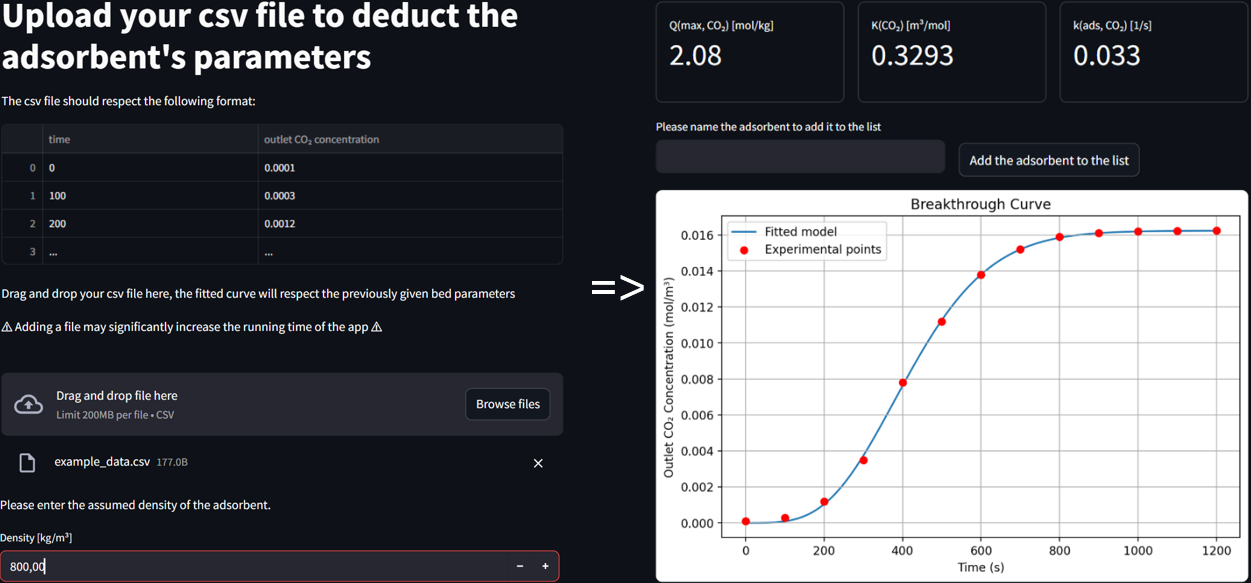 Upload your csv file to deduct the
adsorbent's parameters
The csv file should respect the following format:
time outlet CO₂ concentration
0 0 0.0001
1 100 0.0003
2 200 0.0012
3 ... ...
Drag and drop your csv file here, the fitted curve will respect the previously given bed parameters
⚠ Adding a file may significantly increase the running time of the app ⚠
Drag and drop file here
Limit 200MB per file • CSV
Browse files
example_data.csv 177.0B
Please enter the assumed density of the adsorbent.
Density [kg/m³]
800,00
=>
Q(max, CO₂) [mol/kg]
2.08
K(CO₂) [m³/mol]
0.3293
k(ads, CO₂) [1/s]
0.033
Please name the adsorbent to add it to the list
Add the adsorbent to the list
Breakthrough Curve
Fitted model
Experimental points
Outlet CO₂ Concentration (mol/m³)
0.016
0.014
0.012
0.010
0.008
0.006
0.004
0.002
0.000
0 200 400 600 800 1000 1200
Time (s)